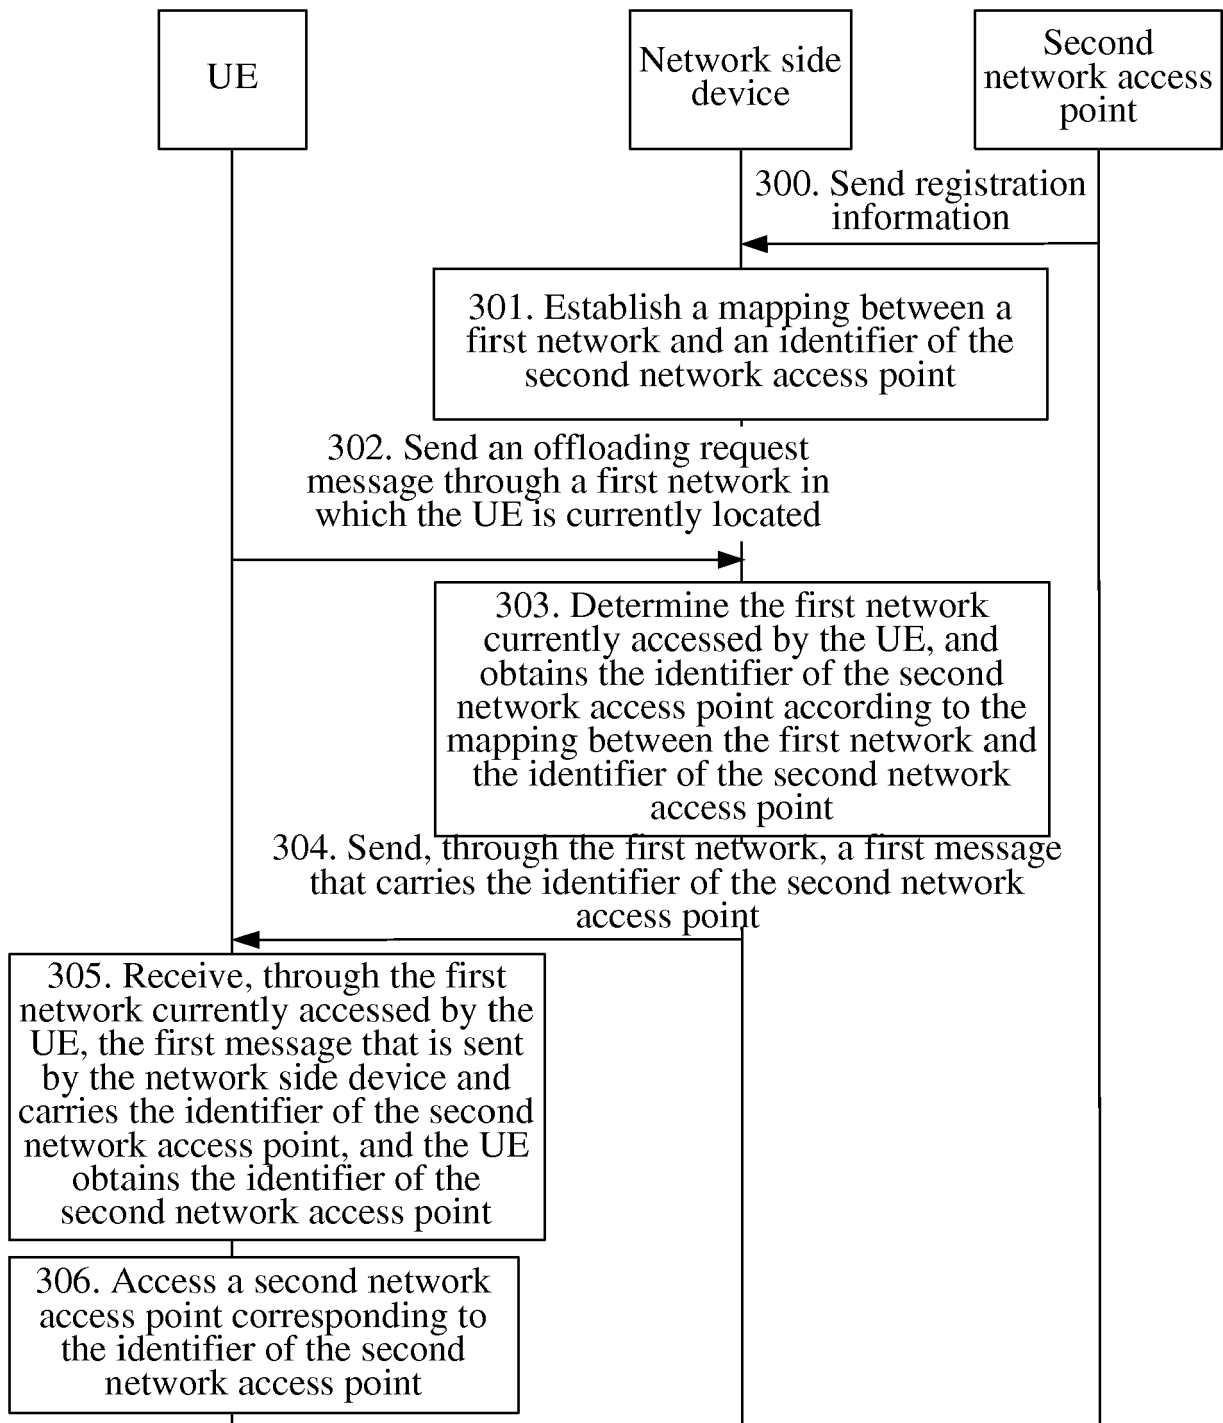 UE
Network side
device
Second
network access
point
300. Send registration
information
301. Establish a mapping between a
first network and an identifier of the
second network access point
302. Send an offloading request
message through a first network in
which the UE is currently located
303. Determine the first network
currently accessed by the UE, and
obtains the identifier of the second
network access point according to the
mapping between the first network and
the identifier of the second network
access point
304. Send, through the first network, a first message
that carries the identifier of the second network
access point
305. Receive, through the first
network currently accessed by the
UE, the first message that is sent
by the network side device and
carries the identifier of the second
network access point, and the UE
obtains the identifier of the
second network access point
306. Access a second network
access point corresponding to
the identifier of the second
network access point